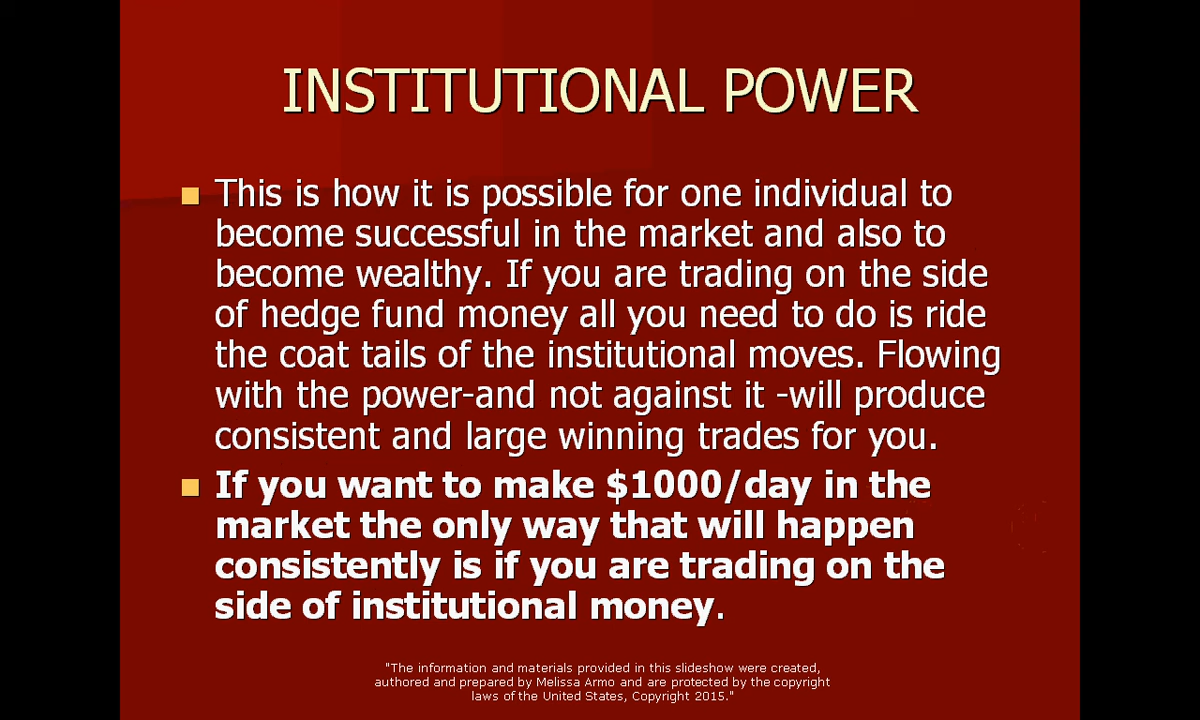 INSTITUTIONAL POWER
This is how it is possible for one individual to
become successful in the market and also to
become wealthy. If you are trading on the side
of hedge fund money all you need to do is ride
the coat tails of the institutional moves. Flowing
with the power-and not against it -will produce
consistent and large winning trades for you.
If you want to make $1000/day in the
market the only way that will happen
consistently is if you are trading on the
side of institutional money.
"The information and materials provided in this slideshow were created,
authored and prepared by Melissa Armo and are protected by the copyright
laws of the United States, Copyright 2015."